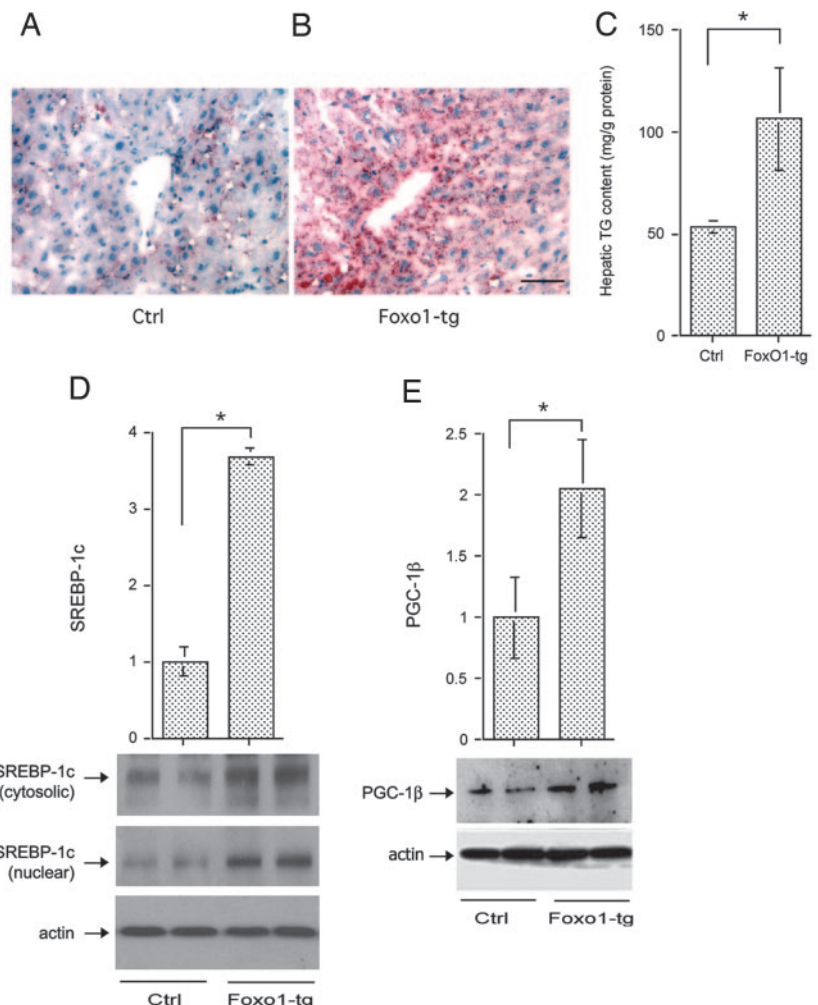 A
B
Ctrl
Foxo1-tg
C
*
Hepatic TG content (mg/g protein)
150
100
50
0
Ctrl FoxO1-tg
D
*
SREBP-1c
4
3
2
1
0
SREBP-1c
(cytosolic)
SREBP-1c
(nuclear)
actin
Ctrl Foxo1-tg
E
*
PGC-1β
2.5
2
1.5
1
0.5
0
PGC-1β
actin
Ctrl Foxo1-tg